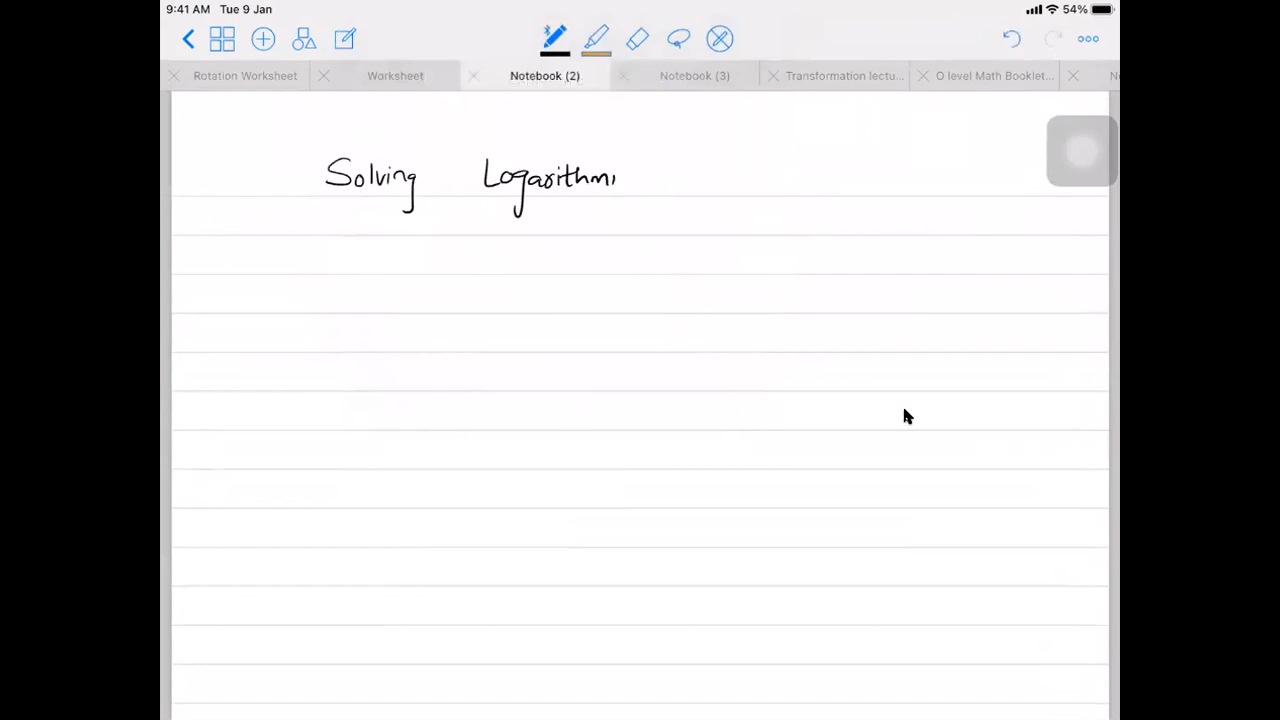 9:41 AM Tue 9 Jan
54%
Rotation Worksheet
Worksheet
Notebook (2)
Notebook (3)
Transformation lectu...
O level Math Booklet...
Solving Logarithmi